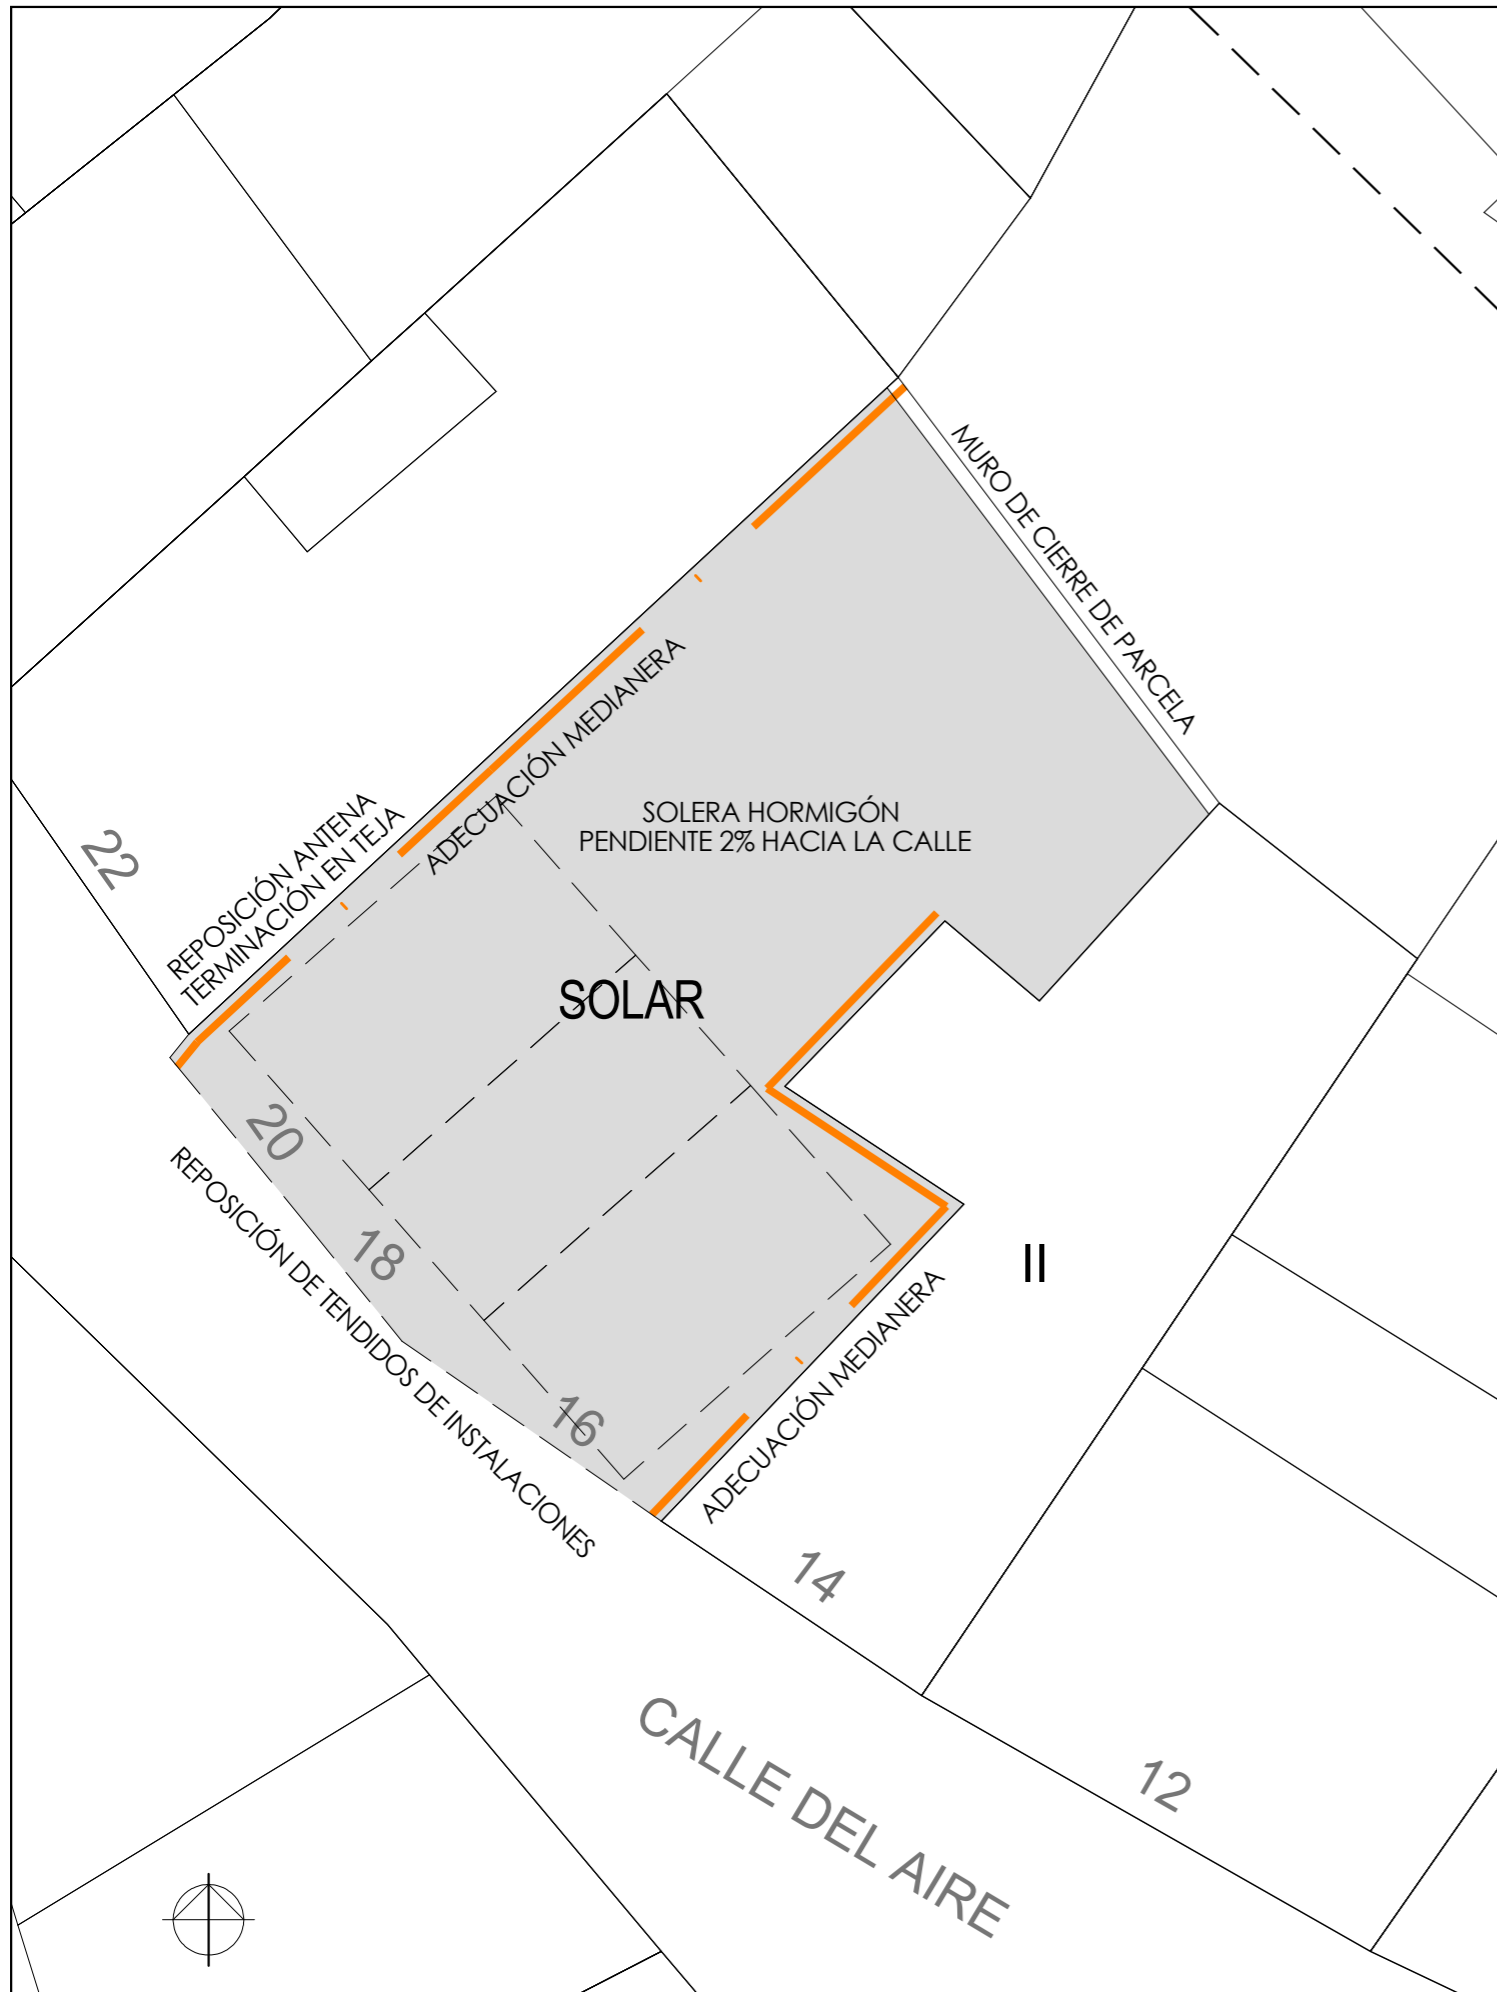 MURO DE CIERRE DE PARCELA
ADECUACIÓN MEDIANERA
SOLERA HORMIGÓN
PENDIENTE 2% HACIA LA CALLE
22
REPOSICIÓN ANTENA
TERMINACIÓN EN TEJA
SOLAR
20
REPOSICIÓN DE TENDIDOS DE INSTALACIONES
18
II
16
ADECUACIÓN MEDIANERA
14
CALLE DEL AIRE
12